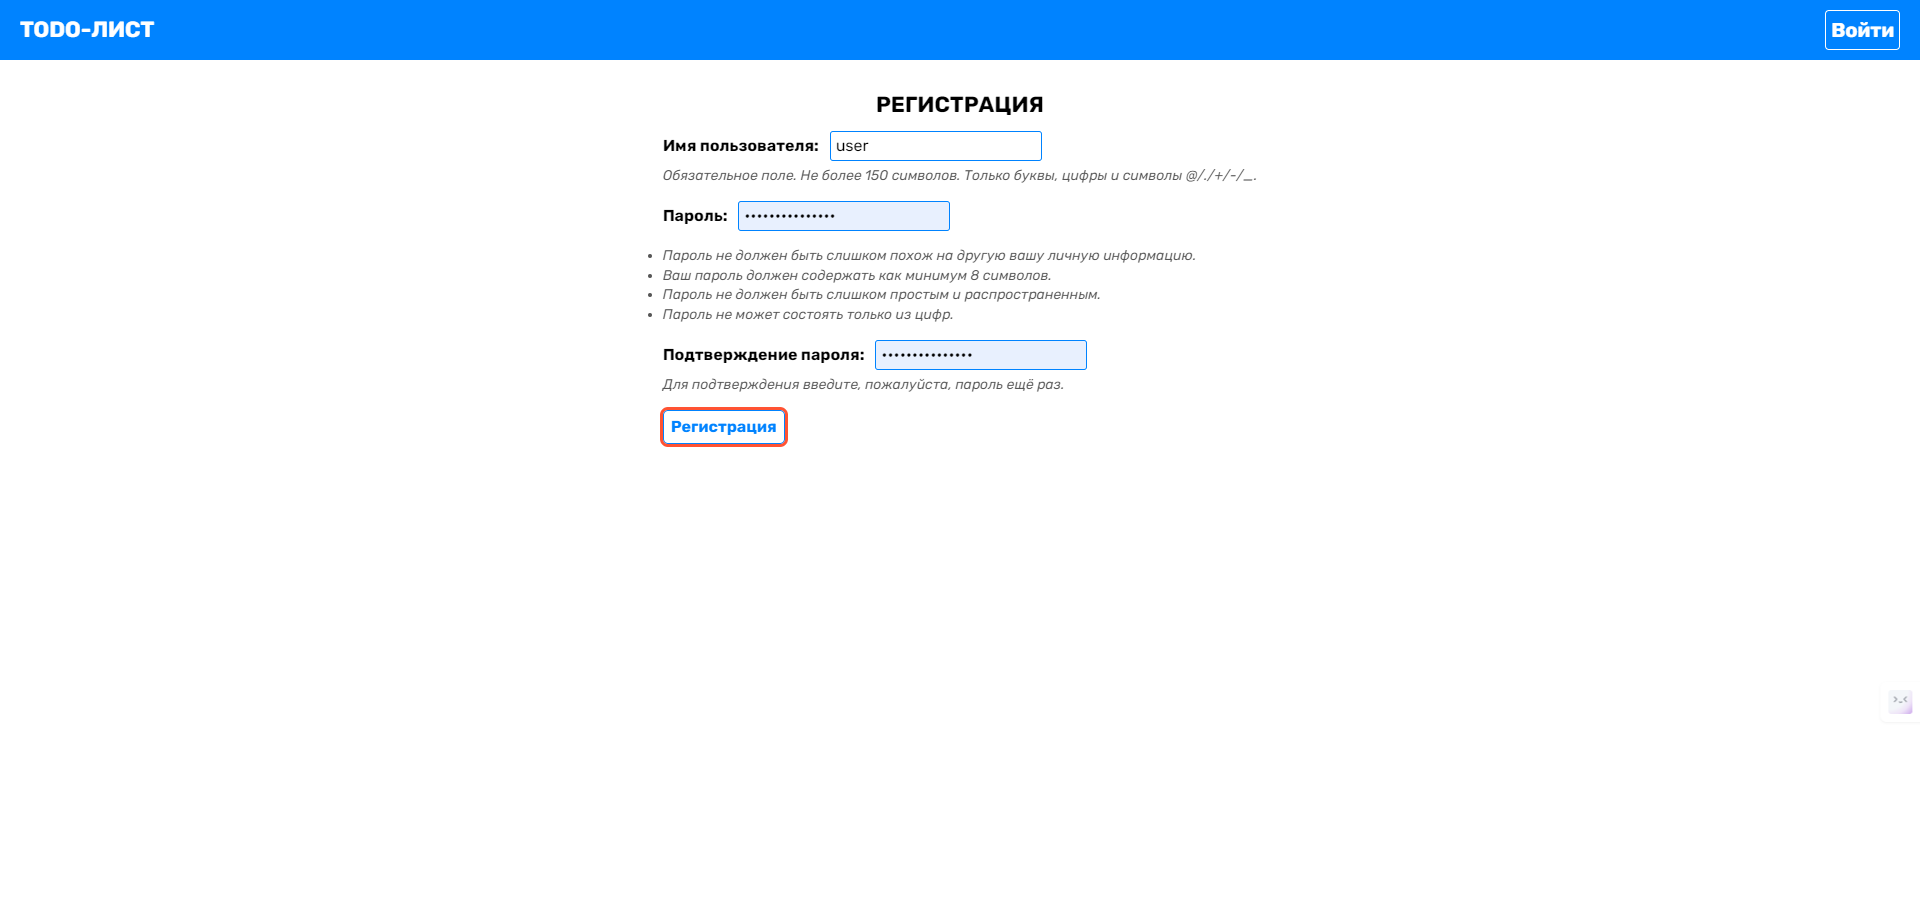 TODO-ЛИСТ
Войти
РЕГИСТРАЦИЯ
Имя пользователя: user
Обязательное поле. Не более 150 символов. Только буквы, цифры и символы @/./+/-/_.
Пароль: •••••••••••••••
• Пароль не должен быть слишком похож на другую вашу личную информацию.
• Ваш пароль должен содержать как минимум 8 символов.
• Пароль не должен быть слишком простым и распространенным.
• Пароль не может состоять только из цифр.
Подтверждение пароля: •••••••••••••••
Для подтверждения введите, пожалуйста, пароль ещё раз.
Регистрация